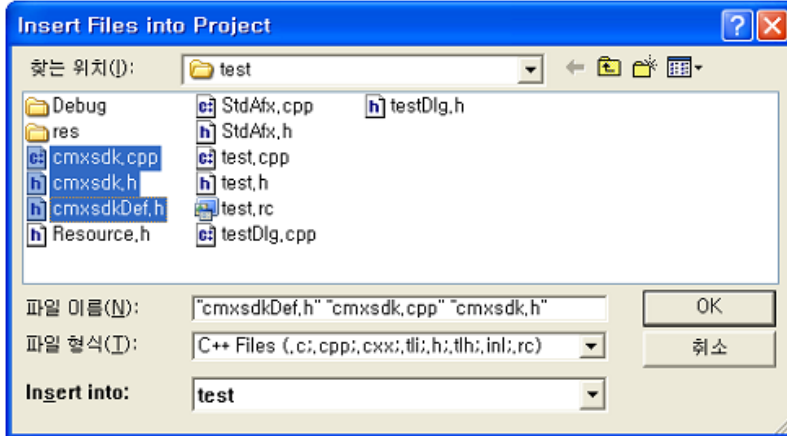 Insert Files into Project
찾는 위치(I): test
Debug
res
cmxsdk.cpp
cmxsdk.h
cmxsdkDef.h
Resource.h
StdAfx.cpp
StdAfx.h
test.cpp
test.h
test.rc
testDlg.cpp
testDlg.h
파일 이름(N): "cmxsdkDef.h" "cmxsdk.cpp" "cmxsdk.h" OK
파일 형식(T): C++ Files (.c;.cpp;.cxx;.tli;.h;.tlh;.inl;.rc) 취소
Insert into: test